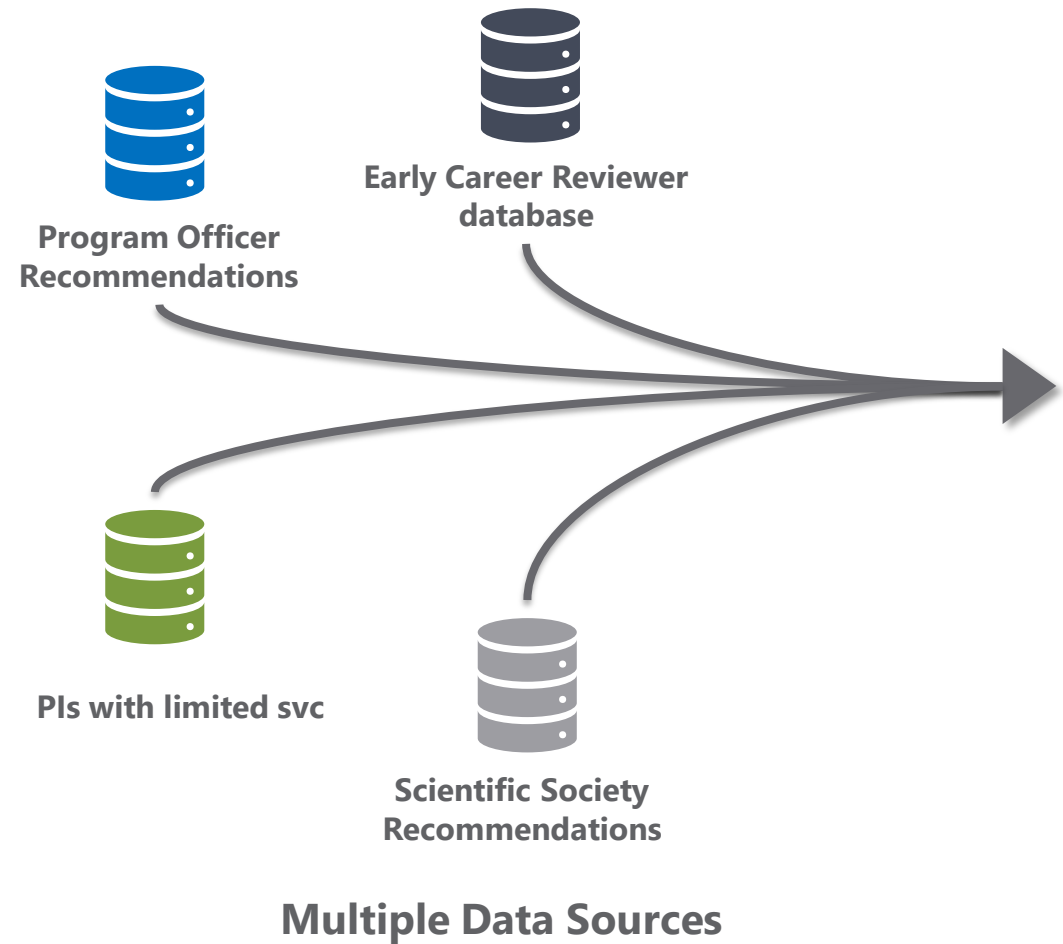 Early Career Reviewer
database
Program Officer
Recommendations
PIs with limited svc
Scientific Society
Recommendations
Multiple Data Sources